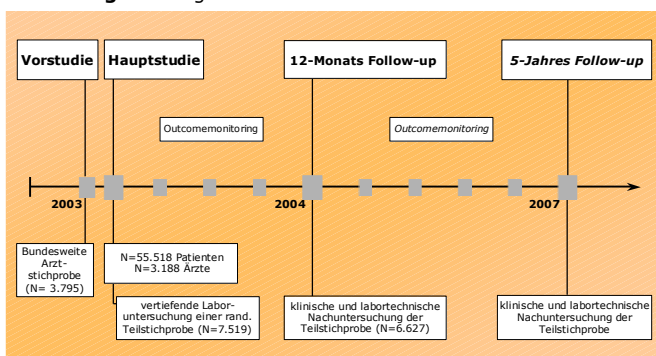 Vorstudie
Hauptstudie
12-Monats Follow-up
5-Jahres Follow-up
Outcomemonitoring
Outcomemonitoring
2003
2004
2007
Bundesweite
Arzt-
stichprobe
(N= 3.795)
N=55.518 Patienten
N=3.188 Ärzte
vertiefende Labor-
untersuchung einer rand.
Teilstichprobe (N=7.519)
klinische und labortechnische
Nachuntersuchung der
Teilstichprobe (N=6.627)
klinische und labortechnische
Nachuntersuchung der
Teilstichprobe